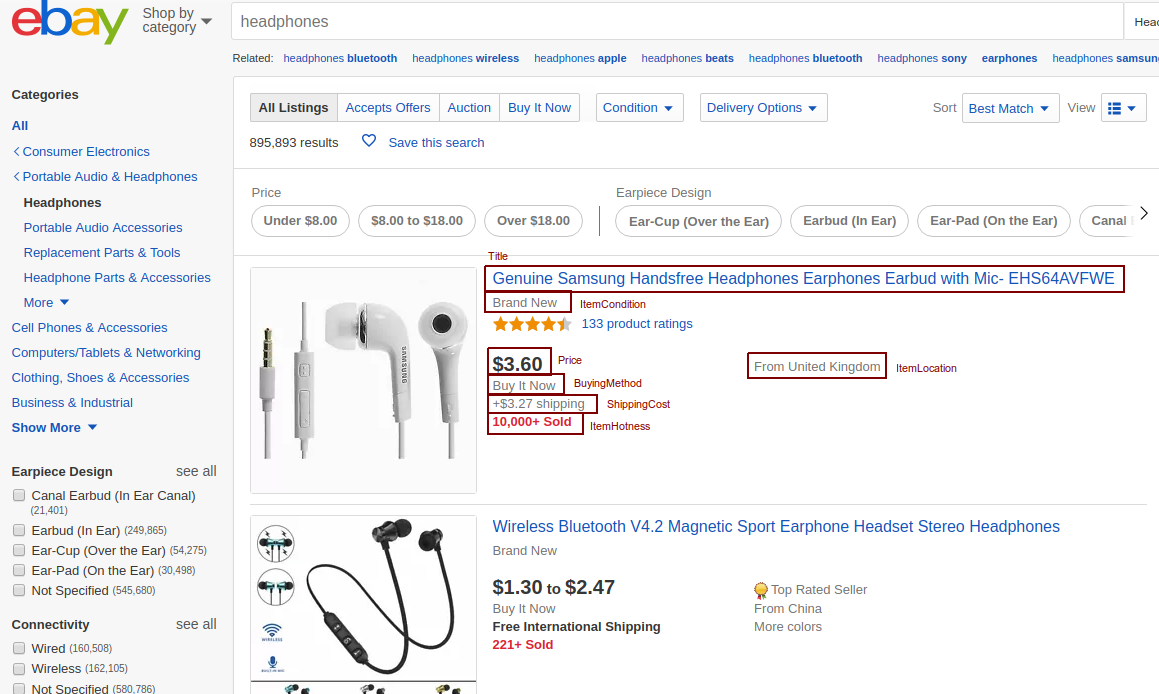 ebay
Shop by
category
headphones
Related: headphones bluetooth headphones wireless headphones apple headphones beats headphones bluetooth headphones sony earphones headphones
Categories
All
Consumer Electronics
Portable Audio & Headphones
Headphones
Portable Audio Accessories
Replacement Parts & Tools
Headphone Parts & Accessories
More
Cell Phones & Accessories
Computers/Tablets & Networking
Clothing, Shoes & Accessories
Business & Industrial
Show More
Earpiece Design see all
Canal Earbud (In Ear Canal)
(21,401)
Earbud (In Ear) (249,865)
Ear-Cup (Over the Ear) (54,275)
Ear-Pad (On the Ear) (30,498)
Not Specified (545,680)
Connectivity see all
Wired (160,508)
Wireless (162,105)
Not Specified (580,786)
All Listings Accepts Offers Auction Buy It Now Condition Delivery Options Sort Best Match View
895,893 results Save this search
Price
Under $8.00 $8.00 to $18.00 Over $18.00
Earpiece Design
Ear-Cup (Over the Ear) Earbud (In Ear) Ear-Pad (On the Ear) Canal
Title
Genuine Samsung Handsfree Headphones Earphones Earbud with Mic- EHS64AVFWE
Brand New ItemCondition
133 product ratings
$3.60 Price
From United Kingdom ItemLocation
Buy It Now BuyingMethod
+$3.27 shipping ShippingCost
10,000+ Sold ItemHotness
SAMSUNG
Wireless Bluetooth V4.2 Magnetic Sport Earphone Headset Stereo Headphones
Brand New
$1.30 to $2.47
Top Rated Seller
Buy It Now
From China
Free International Shipping
More colors
221+ Sold
WIRELESS